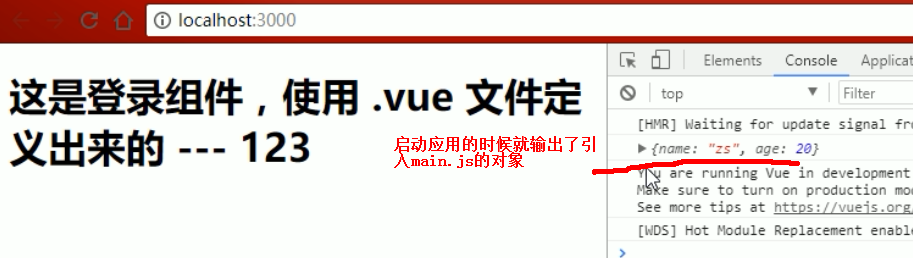 localhost:3000
Elements Console Applicat
top Filter
这是登录组件，使用 .vue 文件定
义出来的 --- 123
启动应用的时候就输出了引
入main.js的对象
[HMR] Waiting for update signal fro
{name: "zs", age: 20}
You are running Vue in development
Make sure to turn on production mod
See more tips at https://vuejs.org/
[WDS] Hot Module Replacement enable